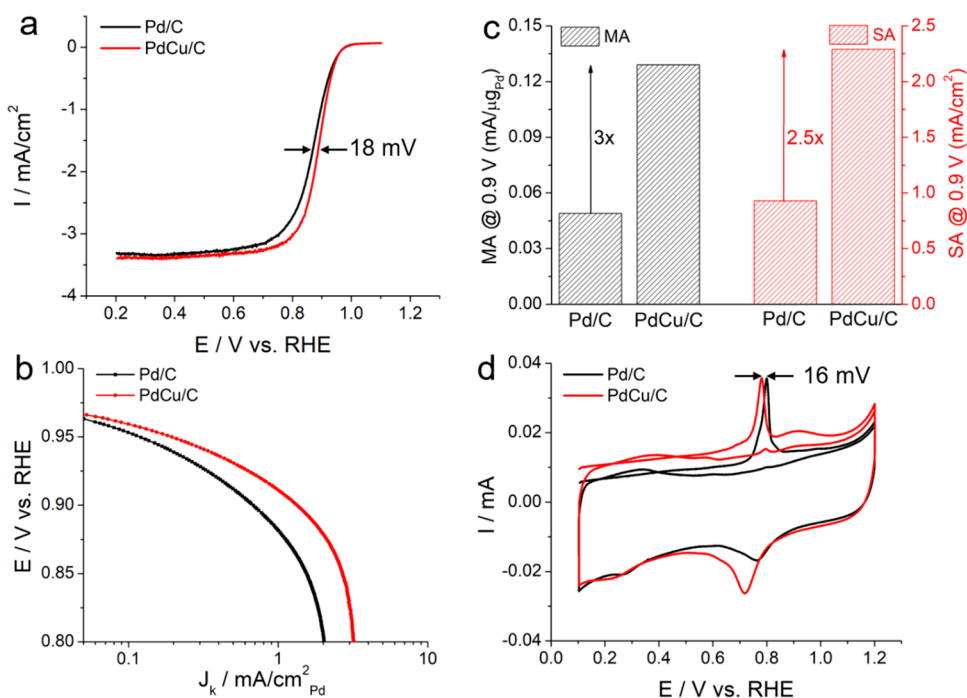 a
Pd/C
PdCu/C
0
-1
-2
-3
-4
18 mV
I / mA/cm²
0.2 0.4 0.6 0.8 1.0 1.2
E / V vs. RHE
c
MA
SA
0.15
0.12
0.09
0.06
0.03
0.00
MA @ 0.9 V (mA/μg_Pd)
3x
2.5x
2.5
2.0
1.5
1.0
0.5
0.0
SA @ 0.9 V (mA/cm²)
Pd/C PdCu/C Pd/C PdCu/C
b
Pd/C
PdCu/C
1.00
0.95
0.90
0.85
0.80
E / V vs. RHE
0.1 1 10
J_k / mA/cm²_Pd
d
Pd/C
PdCu/C
16 mV
0.04
0.02
0.00
-0.02
-0.04
I / mA
0.0 0.2 0.4 0.6 0.8 1.0 1.2
E / V vs. RHE